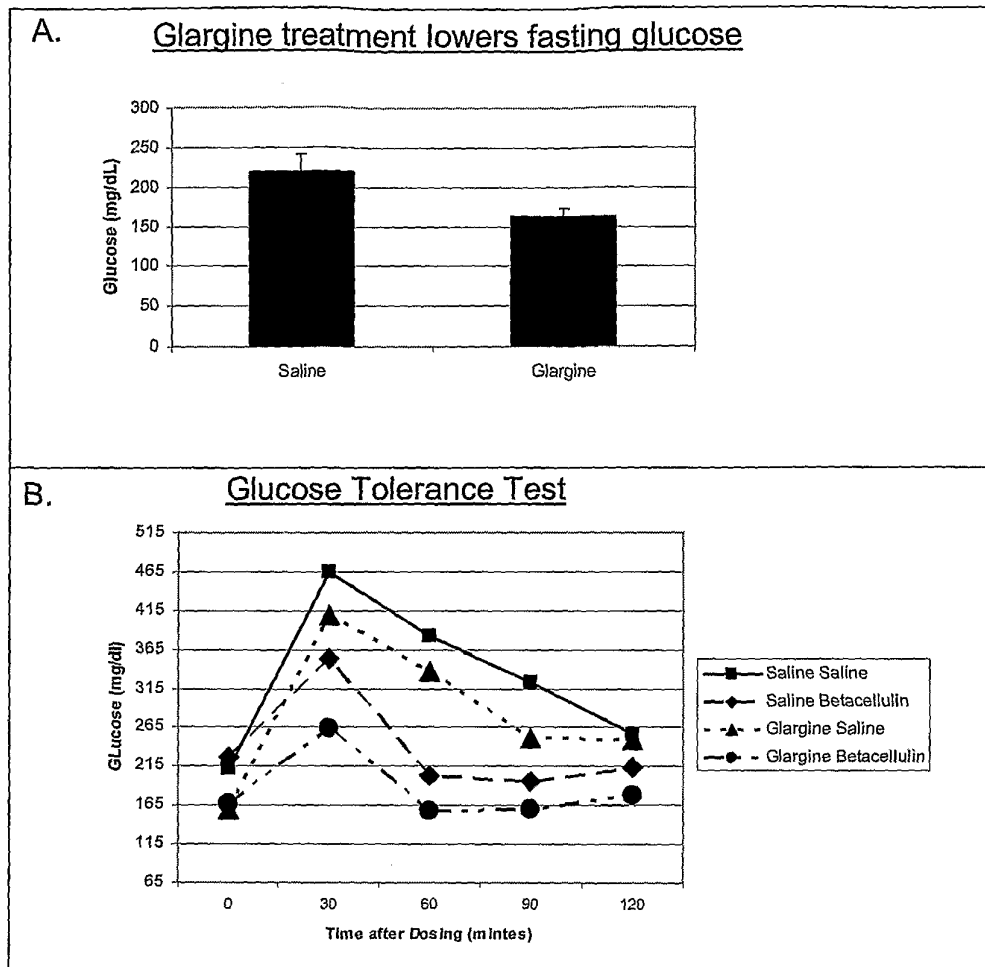 A.
Glargine treatment lowers fasting glucose
300
250
200
150
100
50
0
Glucose (mg/dL)
Saline
Glargine
B.
Glucose Tolerance Test
515
465
415
365
315
265
215
165
115
65
GLucose (mg/dl)
0
30
60
90
120
Time after Dosing (mintes)
Saline Saline
Saline Betacellulin
Glargine Saline
Glargine Betacellulin